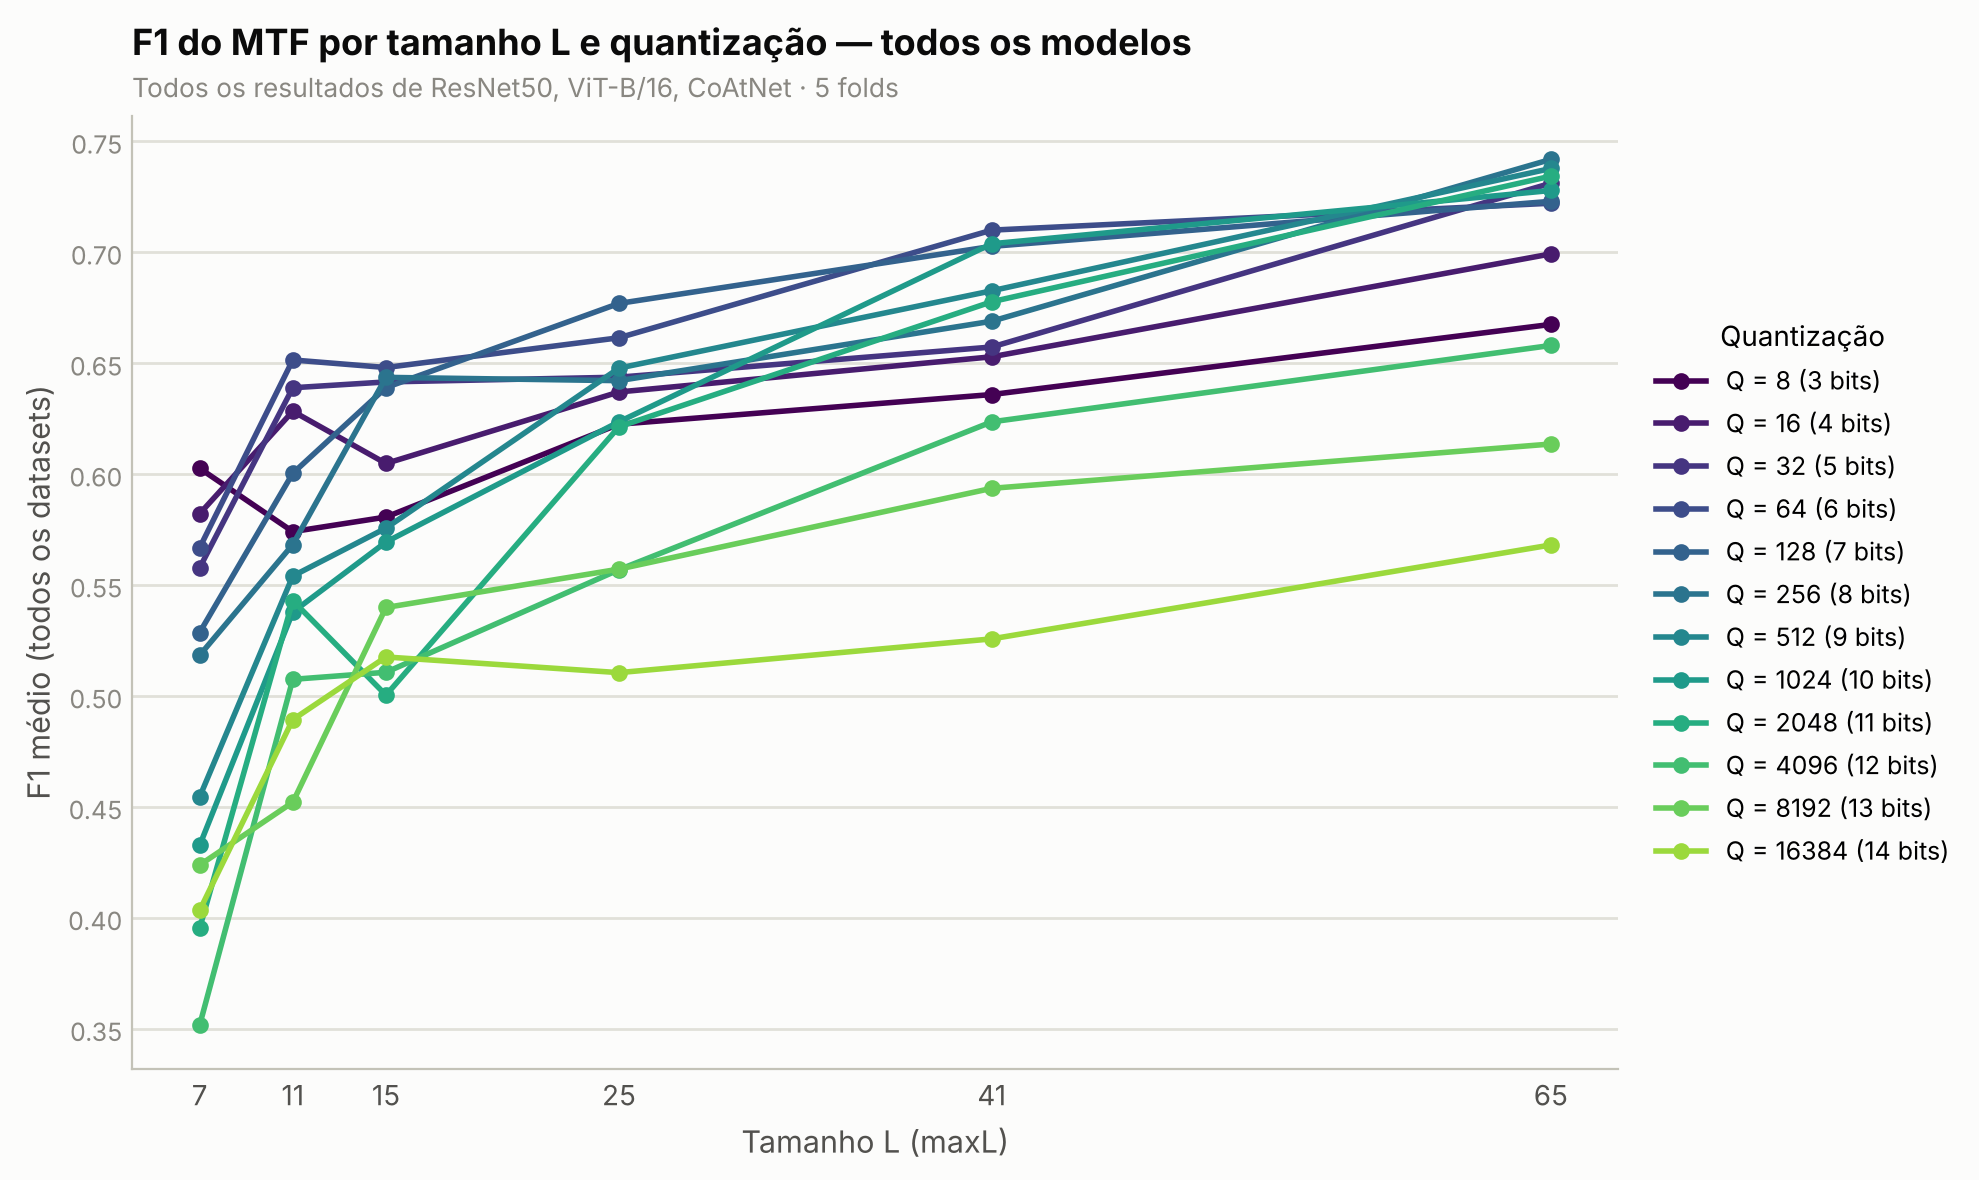 F1 do MTF por tamanho L e quantização — todos os modelos
Todos os resultados de ResNet50, ViT-B/16, CoAtNet · 5 folds
F1 médio (todos os datasets)
0.75
0.70
0.65
0.60
0.55
0.50
0.45
0.40
0.35
7 11 15 25 41 65
Tamanho L (maxL)
Quantização
Q = 8 (3 bits)
Q = 16 (4 bits)
Q = 32 (5 bits)
Q = 64 (6 bits)
Q = 128 (7 bits)
Q = 256 (8 bits)
Q = 512 (9 bits)
Q = 1024 (10 bits)
Q = 2048 (11 bits)
Q = 4096 (12 bits)
Q = 8192 (13 bits)
Q = 16384 (14 bits)